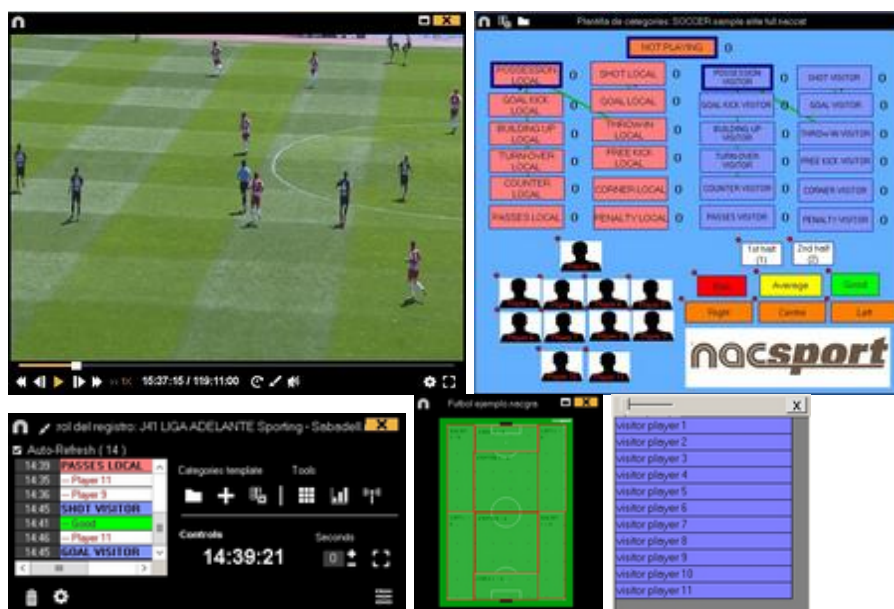 1X 15:37:15 / 119:11:00
Plantilla de categories: SOCCER sample elite full nacset
NOT PLAYING 0
POSSESSION LOCAL 0 SHOT LOCAL 0 POSSESSION VISITOR 0 SHOT VISITOR 0
GOAL KICK LOCAL 0 GOAL LOCAL 0 GOAL KICK VISITOR 0 GOAL VISITOR 0
BUILDING UP LOCAL 0 THROW-IN LOCAL 0 BUILDING UP VISITOR 0 THROW-IN VISITOR 0
TURN-OVER LOCAL 0 FREE KICK LOCAL 0 TURN-OVER VISITOR 0 FREE KICK VISITOR 0
COUNTER LOCAL 0 CORNER LOCAL 0 COUNTER VISITOR 0 CORNER VISITOR 0
PASSES LOCAL 0 PENALTY LOCAL 0 PASSES VISITOR 0 PENALTY VISITOR 0
1st half (1) 2nd half (2)
Average Good
Right Centre Left
nacsport
rol del registro: J41 LIGA ADELANTE Sporting - Sabadell X
Auto-Refresh ( 14 )
14:39 PASSES LOCAL
14:35 -- Player 11
14:36 -- Player 9
14:45 SHOT VISITOR
14:41 -- Good
14:46 -- Player 11
14:45 GOAL VISITOR
Categories template Tools
Controls Seconds
14:39:21 0
Futbol ejemplo nacgra
X
visitor player 1
visitor player 2
visitor player 3
visitor player 4
visitor player 5
visitor player 6
visitor player 7
visitor player 8
visitor player 9
visitor player 10
visitor player 11